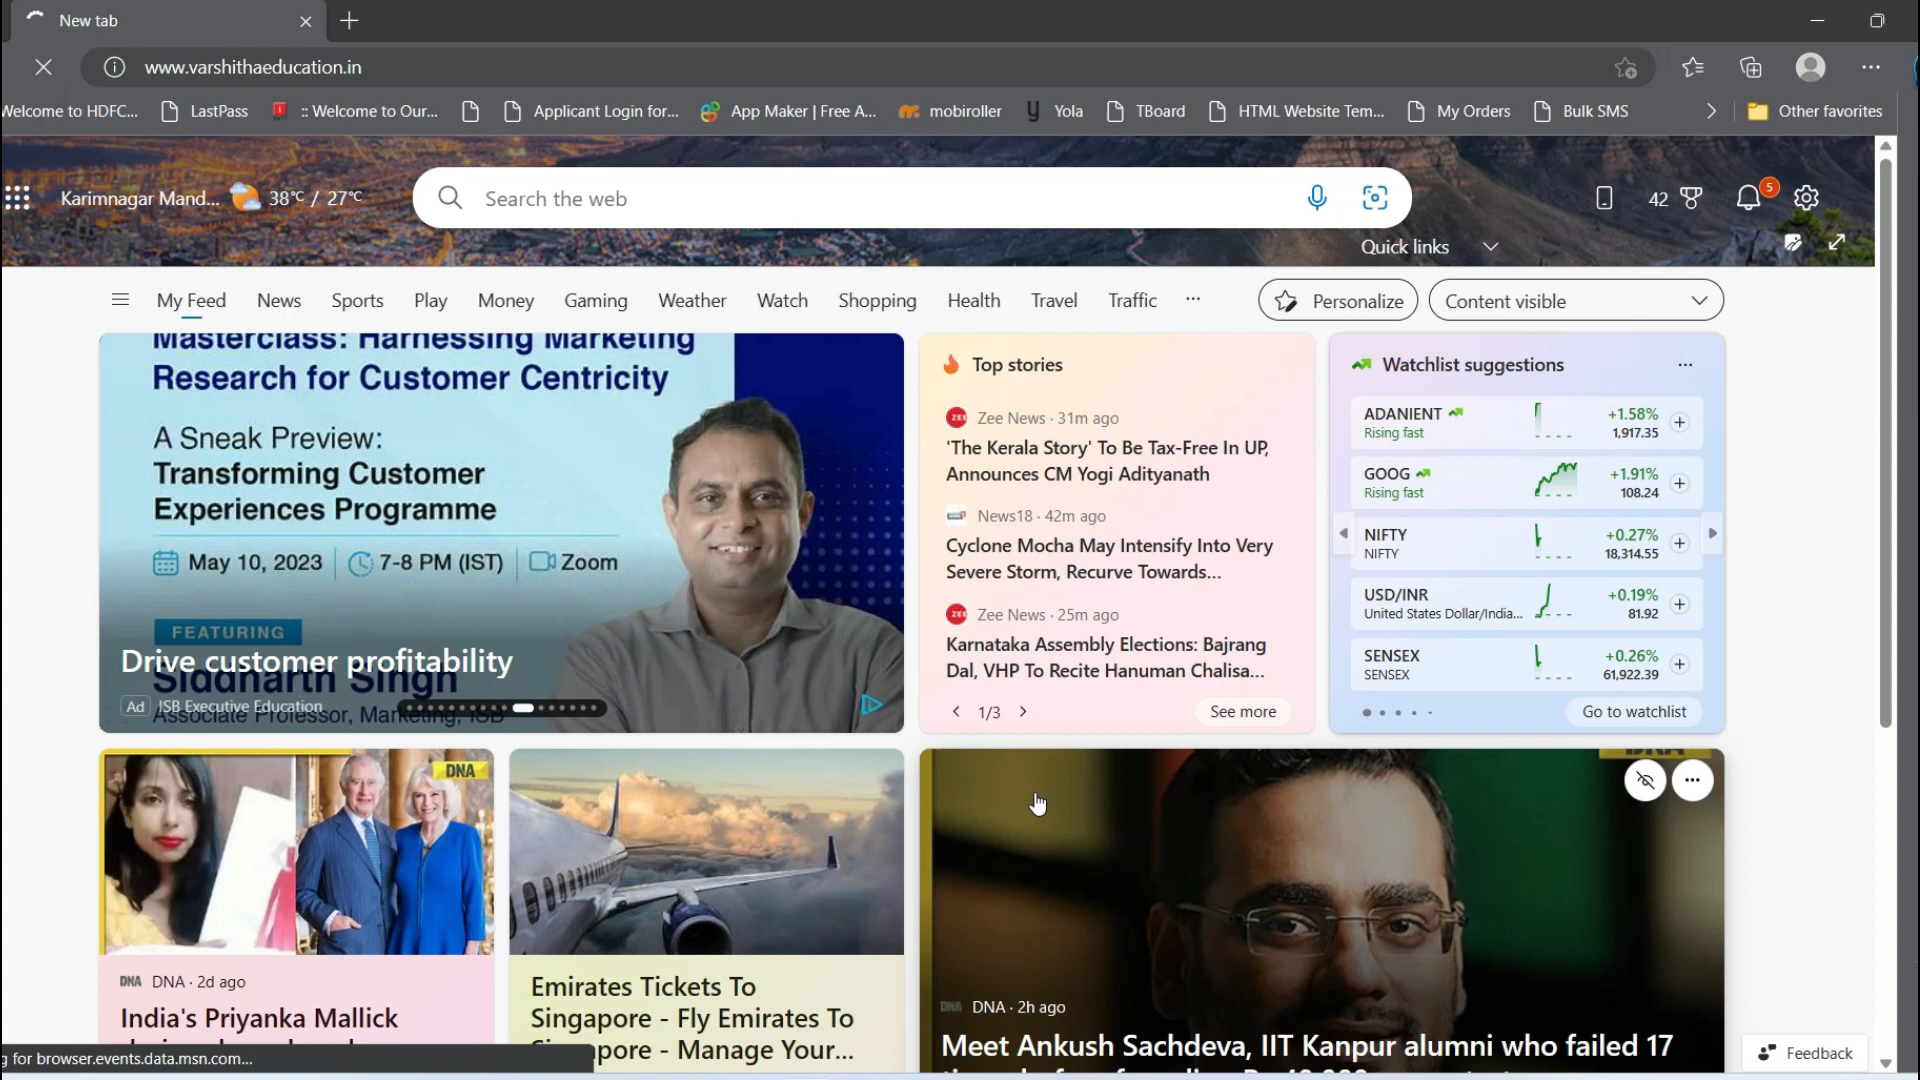 New tab
www.varshithaeducation.in
Welcome to HDFC...
LastPass
:: Welcome to Our...
Applicant Login for...
App Maker | Free A...
mobiroller
Yola
TBoard
HTML Website Tem...
My Orders
Bulk SMS
Other favorites
Karimnagar Mand...
38°C / 27°C
Search the web
42
5
Quick links
My Feed
News
Sports
Play
Money
Gaming
Weather
Watch
Shopping
Health
Travel
Traffic
Personalize
Content visible
Masterclass: Harnessing Marketing
Research for Customer Centricity
A Sneak Preview:
Transforming Customer
Experiences Programme
May 10, 2023
7-8 PM (IST)
Zoom
FEATURING
Siddharth Singh
Drive customer profitability
Associate Professor, Marketing, ISB
Ad
ISB Executive Education
Top stories
Zee News · 31m ago
'The Kerala Story' To Be Tax-Free In UP,
Announces CM Yogi Adityanath
News18 · 42m ago
Cyclone Mocha May Intensify Into Very
Severe Storm, Recurve Towards...
Zee News · 25m ago
Karnataka Assembly Elections: Bajrang
Dal, VHP To Recite Hanuman Chalisa...
1/3
See more
Watchlist suggestions
ADANIENT
+1.58%
Rising fast
1,917.35
GOOG
+1.91%
Rising fast
108.24
NIFTY
+0.27%
NIFTY
18,314.55
USD/INR
+0.19%
United States Dollar/India...
81.92
SENSEX
+0.26%
SENSEX
61,922.39
Go to watchlist
DNA
DNA · 2d ago
India's Priyanka Mallick
Emirates Tickets To
Singapore - Fly Emirates To
Singapore - Manage Your...
DNA
DNA · 2h ago
Meet Ankush Sachdeva, IIT Kanpur alumni who failed 17
Feedback
g for browser.events.data.msn.com...